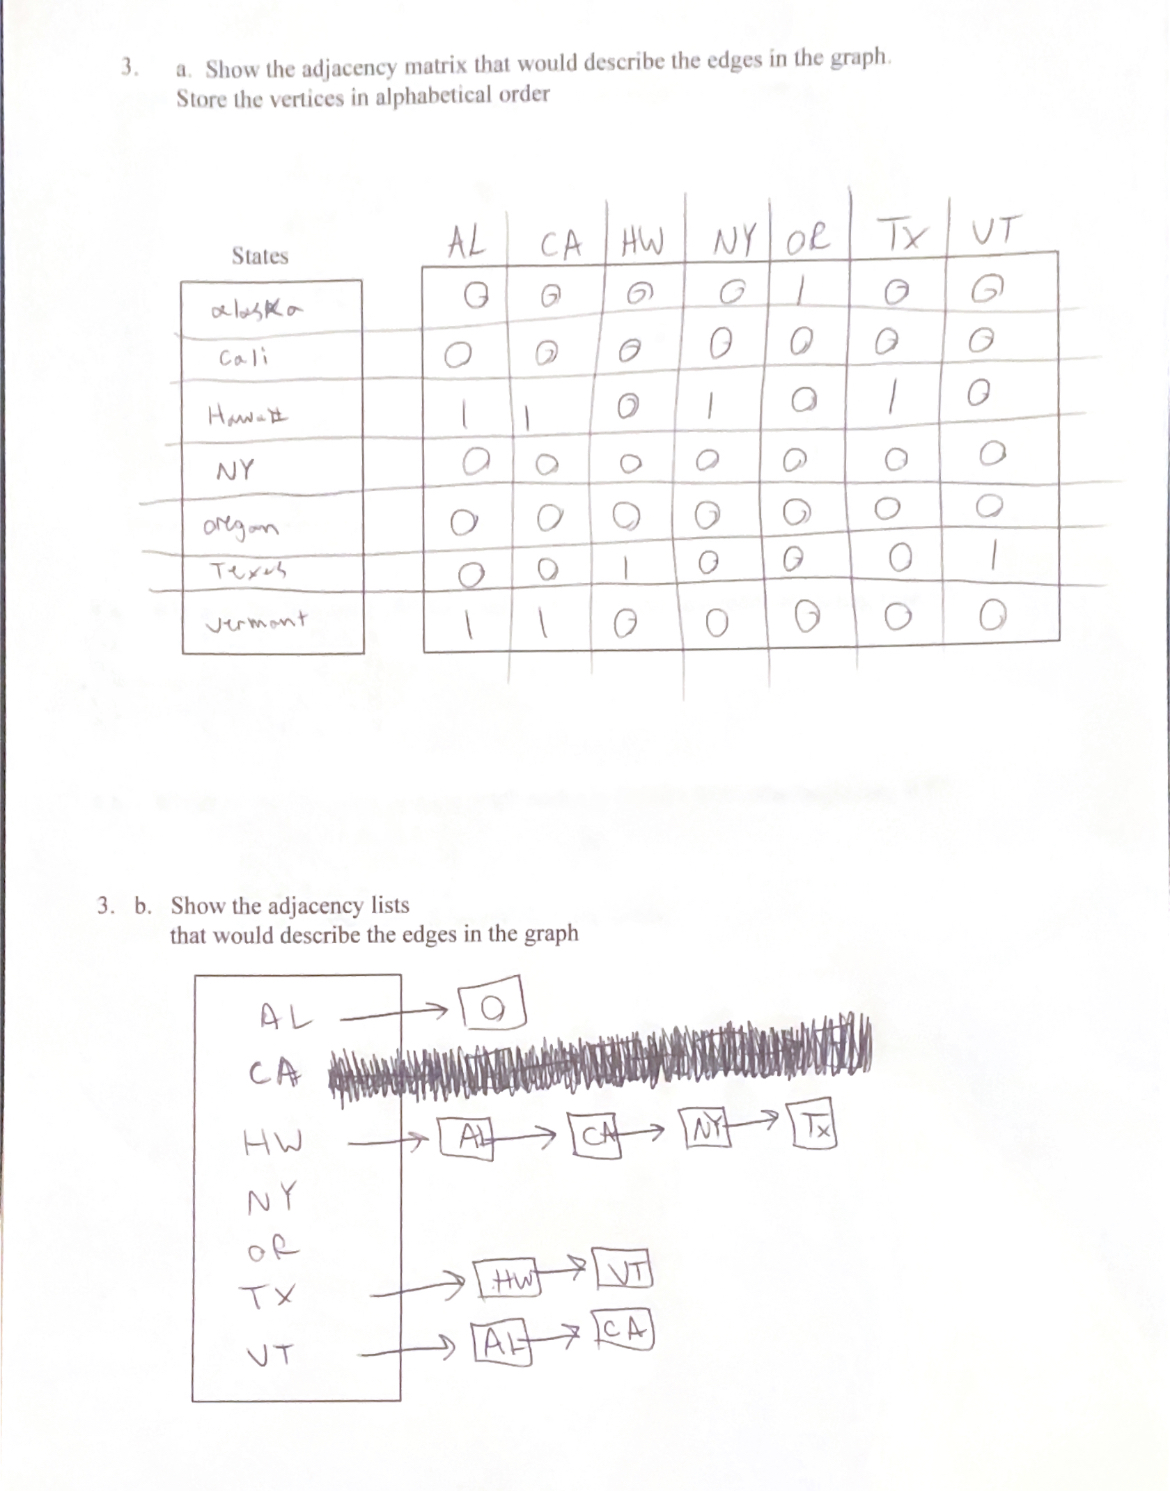 3. a. Show the adjacency matrix that would describe the edges in the graph.
Store the vertices in alphabetical order
States AL CA HW NY OR TX VT
alaska 0 0 0 0 1 0 0
Cali 0 0 0 0 0 0 0
Hawaii 1 1 0 1 0 1 0
NY 0 0 0 0 0 0 0
oregon 0 0 0 0 0 0 0
Texas 0 0 1 0 0 0 1
vermont 1 1 0 0 0 0 0
3. b. Show the adjacency lists
that would describe the edges in the graph
AL → O
CA
HW → AL → CA → NY → TX
NY
OR
TX → HW → VT
VT → AL → CA